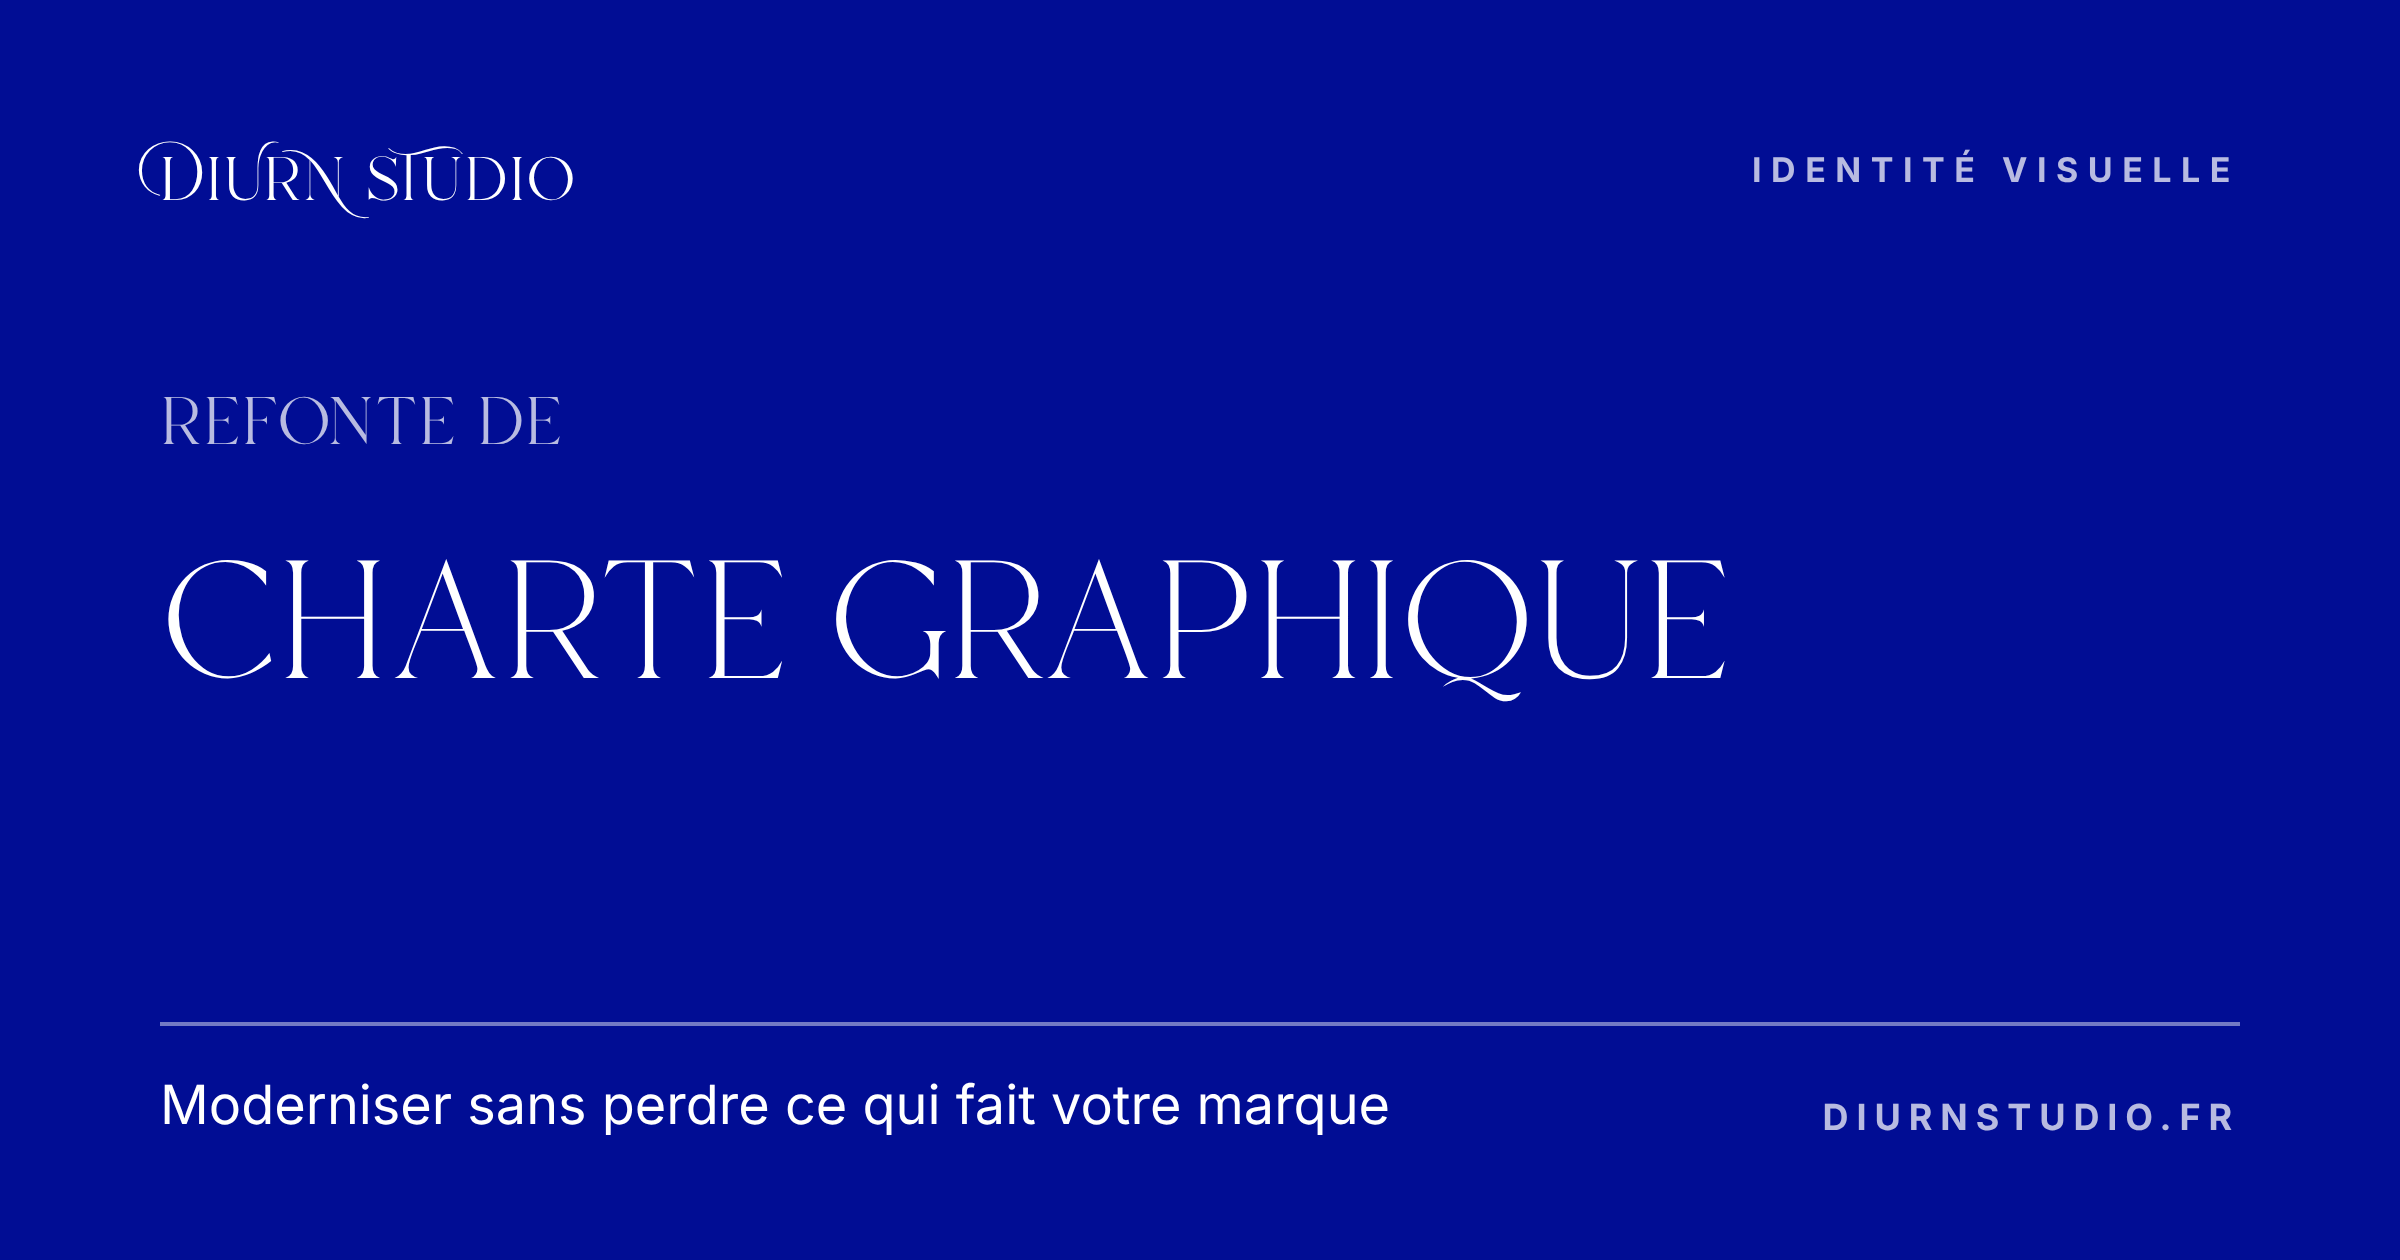 DIURN STUDIO
IDENTITÉ VISUELLE
REFONTE DE
CHARTE GRAPHIQUE
Moderniser sans perdre ce qui fait votre marque
DIURNSTUDIO.FR